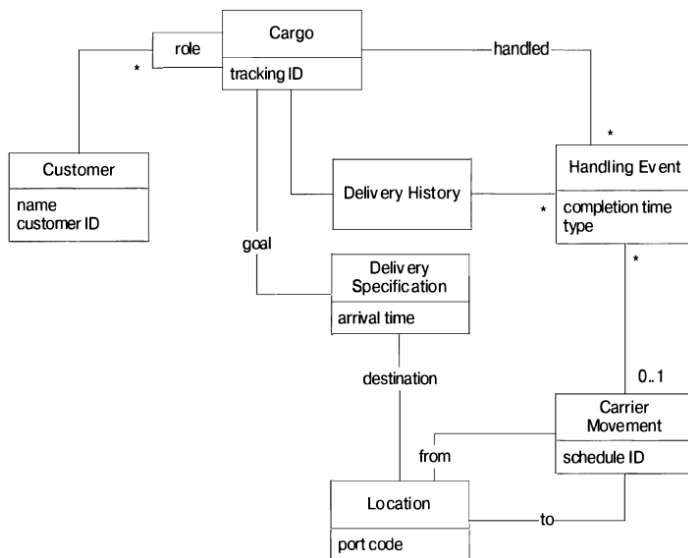 Cargo
role
handled
tracking ID
*
*
Customer
Handling Event
name
customer ID
Delivery History
*
completion time
type
*
goal
Delivery
Specification
arrival time
destination
0..1
Carrier
Movement
from
schedule ID
Location
to
port code